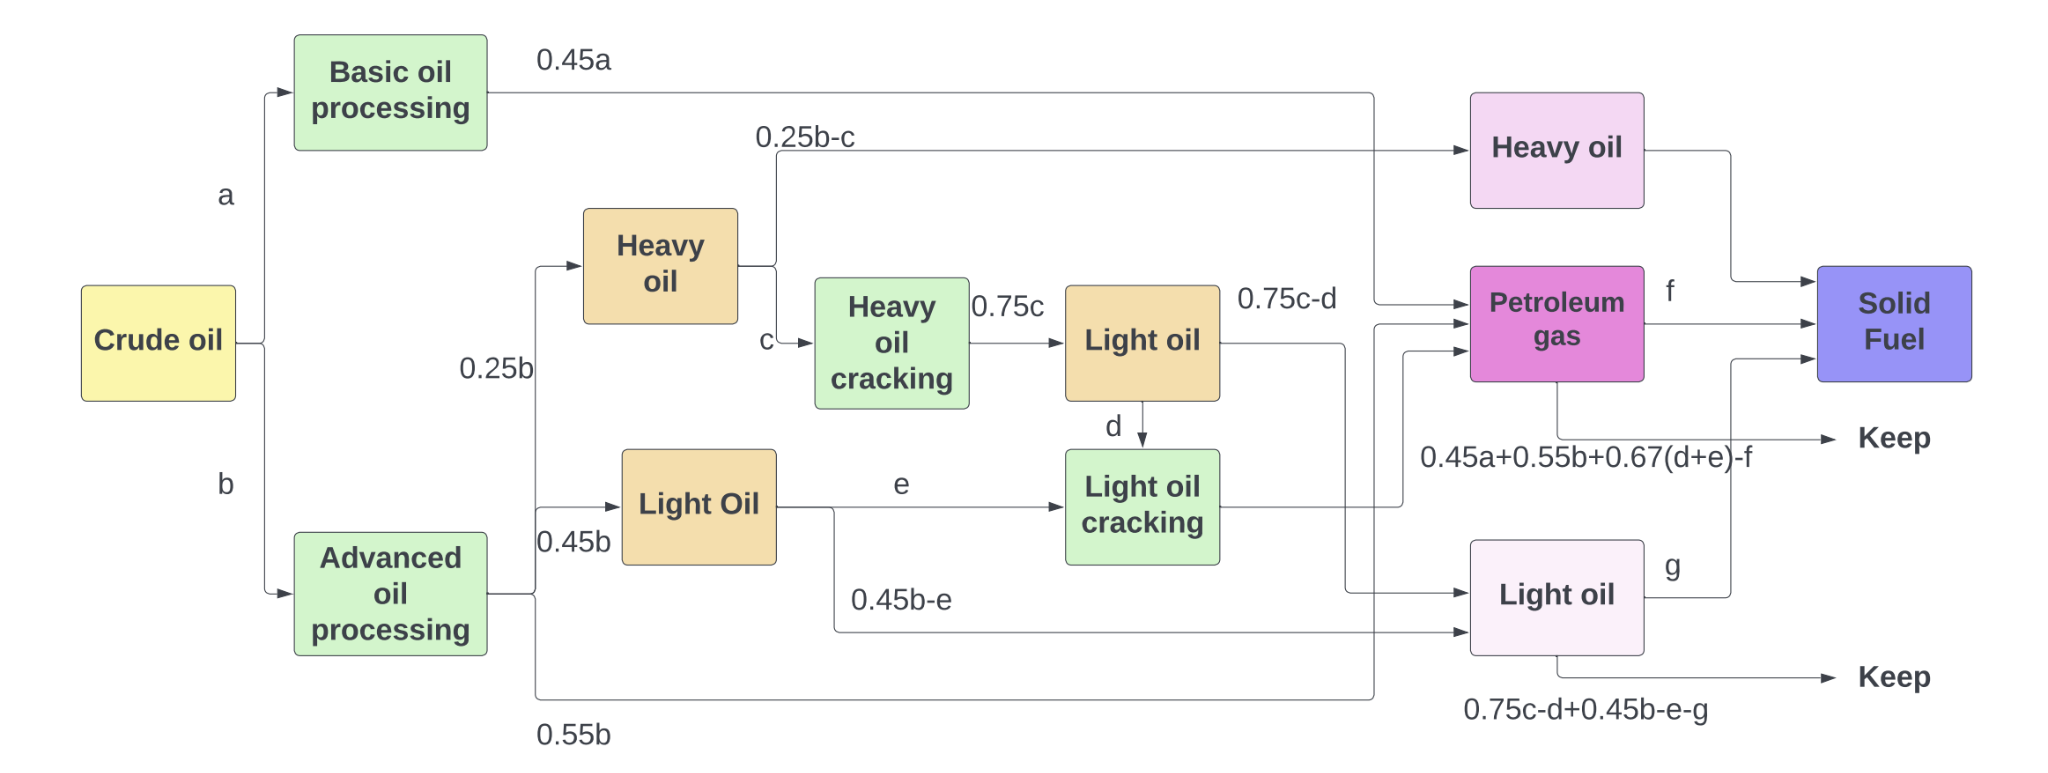 0.45a
Basic oil
processing
0.25b-c
Heavy oil
a
Heavy
oil
Heavy
oil
cracking
0.75c
Light oil
0.75c-d
Petroleum
gas
f
Solid
Fuel
Crude oil
c
0.25b
d
Keep
0.45a+0.55b+0.67(d+e)-f
b
Light Oil
e
Light oil
cracking
0.45b
Advanced
oil
processing
0.45b-e
g
Light oil
Keep
0.75c-d+0.45b-e-g
0.55b